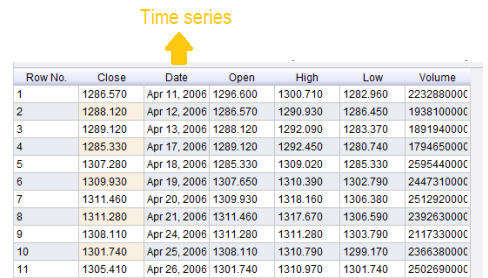 Time series
Row No. Close Date Open High Low Volume
1 1286.570 Apr 11, 2006 1296.600 1300.710 1282.960 2232880000
2 1288.120 Apr 12, 2006 1286.570 1290.930 1286.450 1938100000
3 1289.120 Apr 13, 2006 1288.120 1292.090 1283.370 1891940000
4 1285.330 Apr 17, 2006 1289.120 1292.450 1280.740 1794650000
5 1307.280 Apr 18, 2006 1285.330 1309.020 1285.330 2595440000
6 1309.930 Apr 19, 2006 1307.650 1310.390 1302.790 2447310000
7 1311.460 Apr 20, 2006 1309.930 1318.160 1306.380 2512920000
8 1311.280 Apr 21, 2006 1311.460 1317.670 1306.590 2392630000
9 1308.110 Apr 24, 2006 1311.280 1311.280 1303.790 2117330000
10 1301.740 Apr 25, 2006 1308.110 1310.790 1299.170 2366380000
11 1305.410 Apr 26, 2006 1301.740 1310.970 1301.740 2502690000